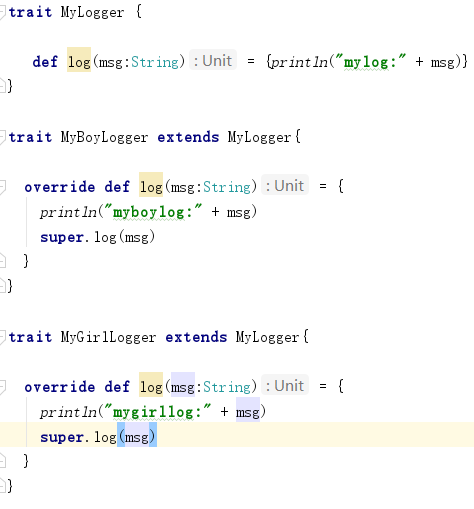 trait MyLogger {
def log(msg:String) : Unit = {println("mylog:" + msg)}
}
trait MyBoyLogger extends MyLogger{
override def log(msg:String) : Unit = {
println("myboylog:" + msg)
super.log(msg)
}
}
trait MyGirlLogger extends MyLogger{
override def log(msg:String) : Unit = {
println("mygirllog:" + msg)
super.log(msg)
}
}